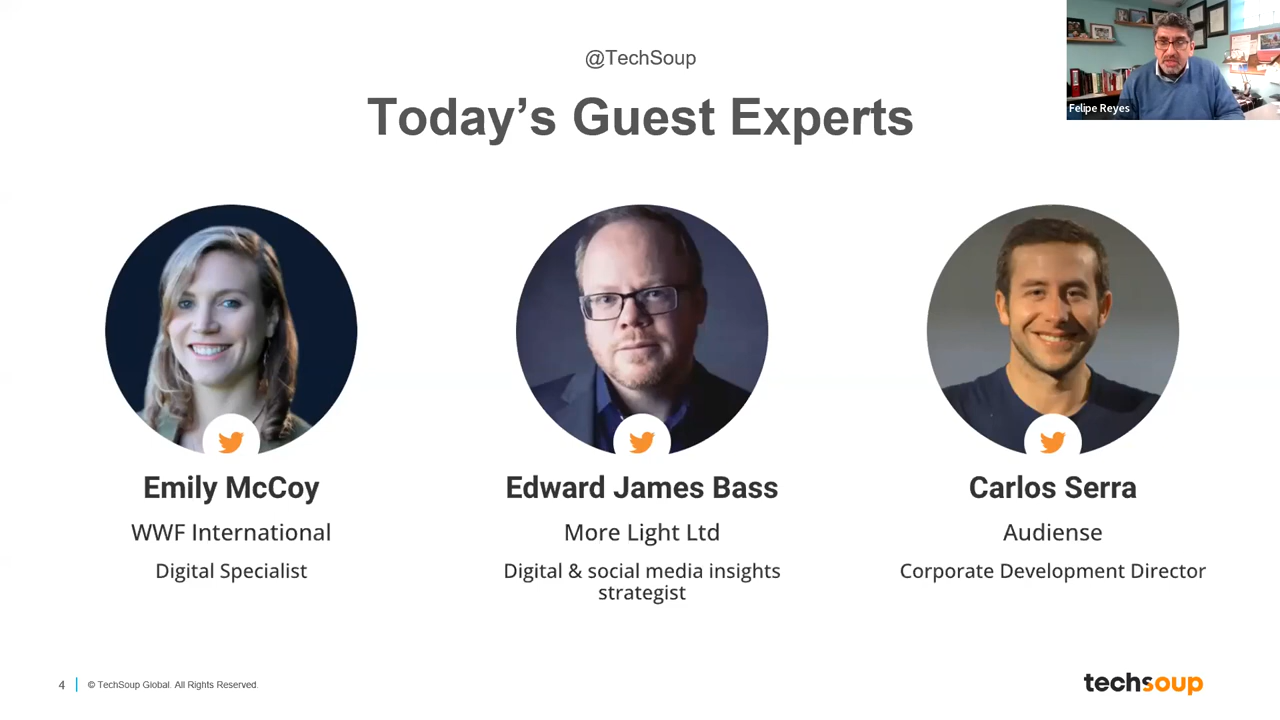 @TechSoup
Felipe Reyes
Today’s Guest Experts
Emily McCoy
WWF International
Digital Specialist
Edward James Bass
More Light Ltd
Digital & social media insights
strategist
Carlos Serra
Audiense
Corporate Development Director
4
© TechSoup Global. All Rights Reserved.
techsoup